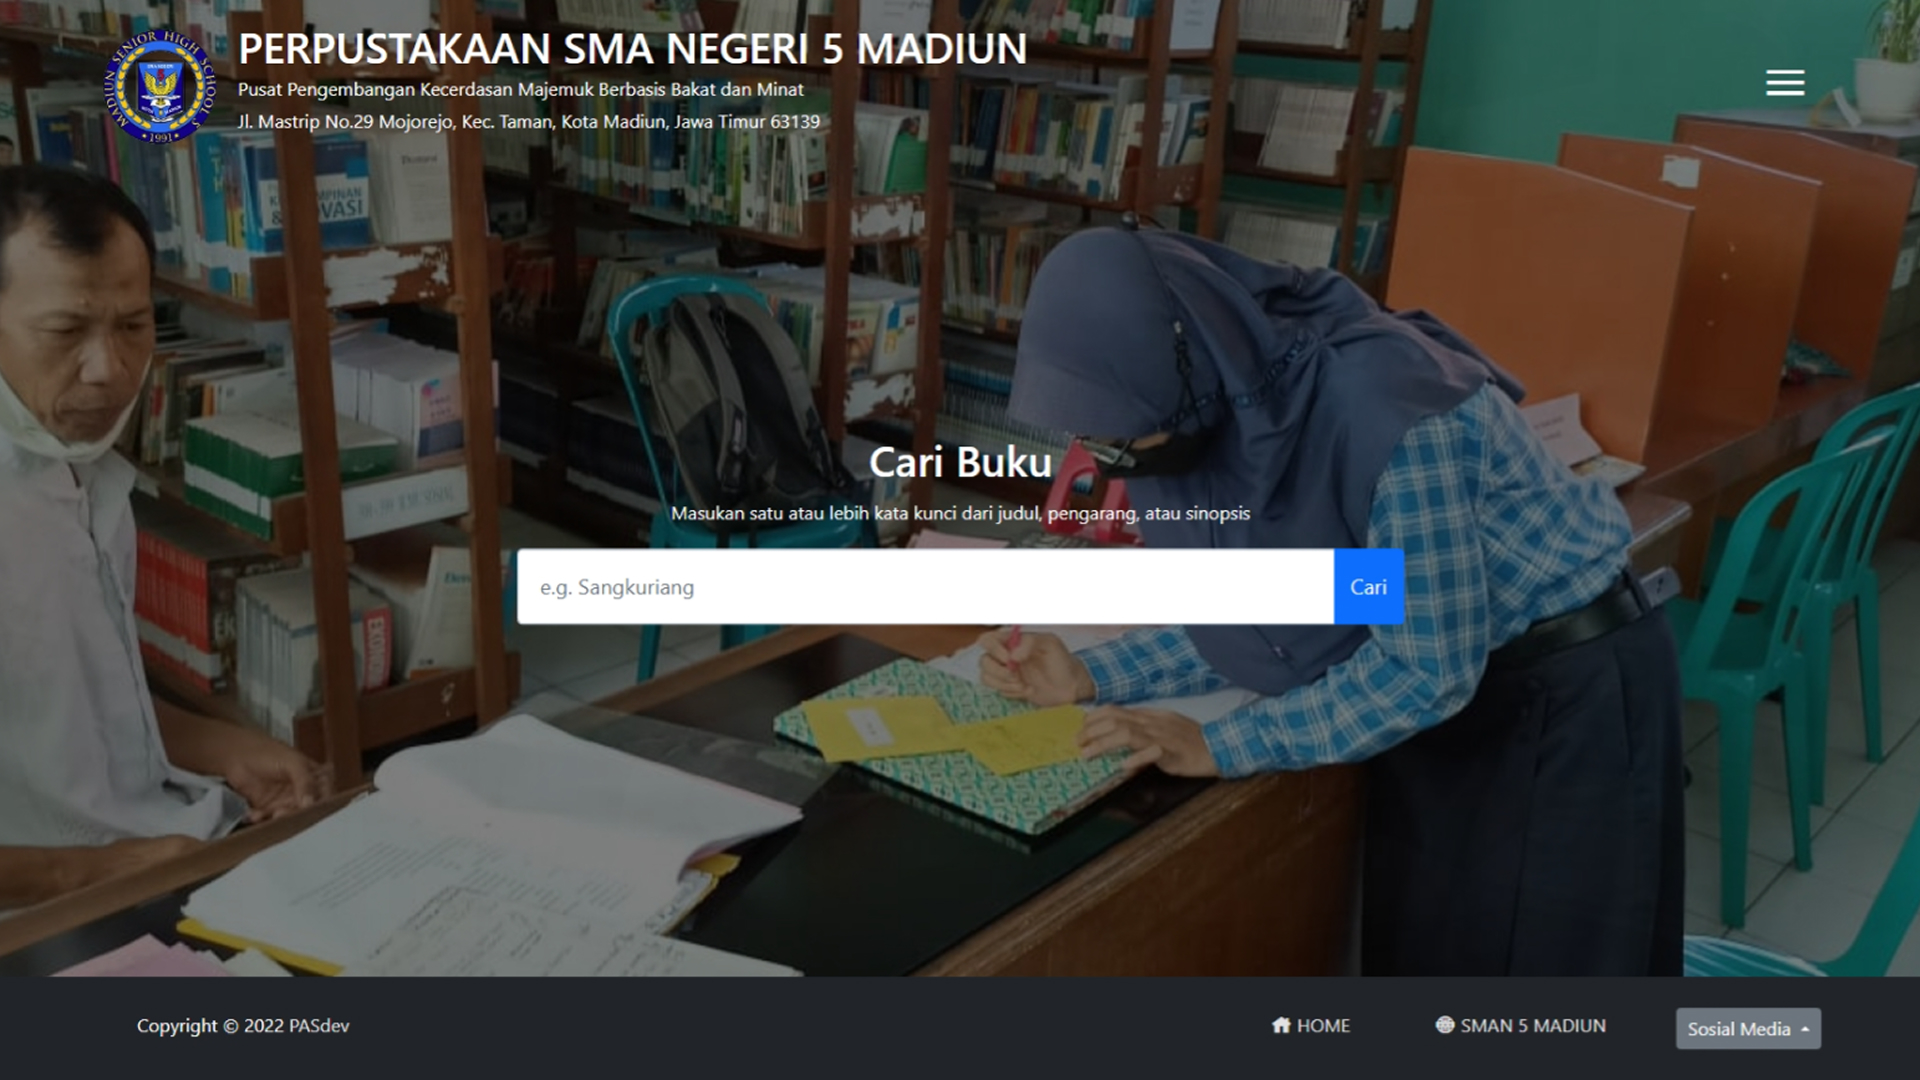 PERPUSTAKAAN SMA NEGERI 5 MADIUN
Pusat Pengembangan Kecerdasan Majemuk Berbasis Bakat dan Minat
Jl. Mastrip No.29 Mojorejo, Kec. Taman, Kota Madiun, Jawa Timur 63139
MADIUN SENIOR HIGH SCHOOL 5
1991
Cari Buku
Masukan satu atau lebih kata kunci dari judul, pengarang, atau sinopsis
e.g. Sangkuriang
Cari
Copyright © 2022 PASdev
HOME
SMAN 5 MADIUN
Sosial Media